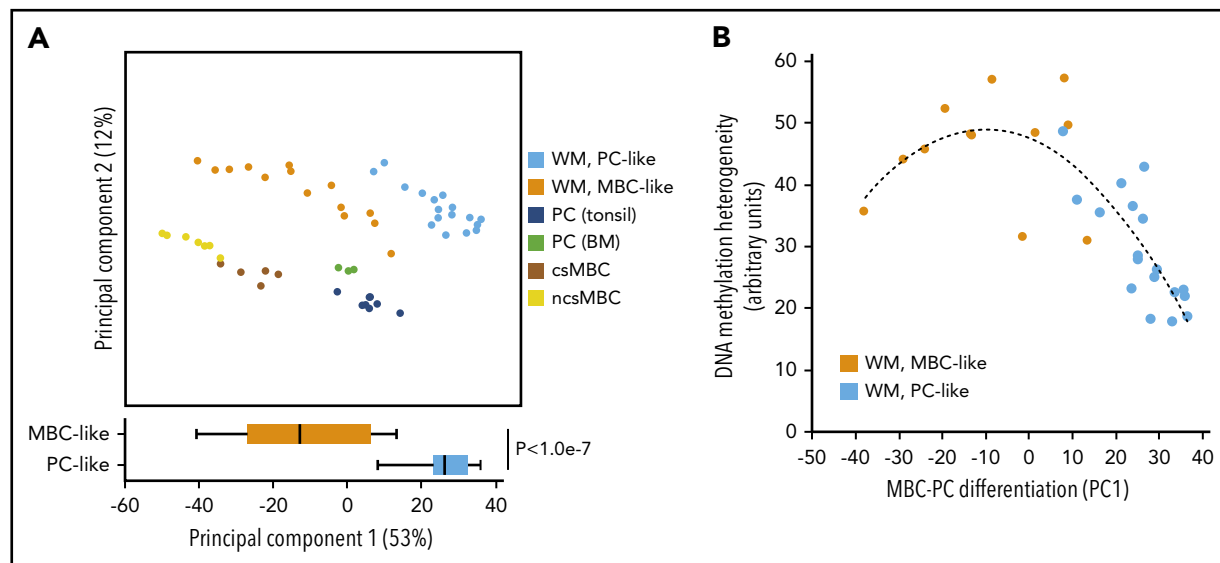 A
Principal component 2 (12%)
WM, PC-like
WM, MBC-like
PC (tonsil)
PC (BM)
csMBC
ncsMBC
MBC-like
PC-like
P<1.0e-7
-60
-40
-20
0
20
40
Principal component 1 (53%)
B
DNA methylation heterogeneity
(arbitrary units)
60
50
40
30
20
10
0
WM, MBC-like
WM, PC-like
-50
-40
-30
-20
-10
0
10
20
30
40
MBC-PC differentiation (PC1)